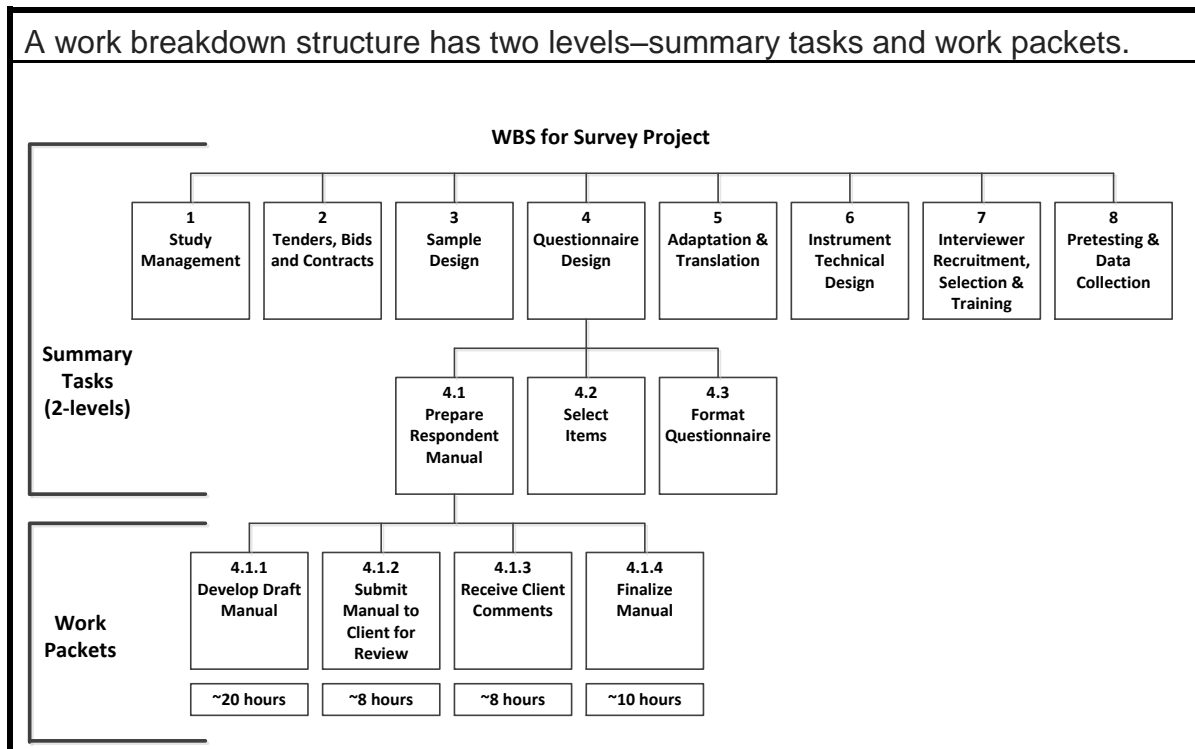 A work breakdown structure has two levels–summary tasks and work packets.
WBS for Survey Project
1
Study
Management
2
Tenders, Bids
and Contracts
3
Sample
Design
4
Questionnaire
Design
5
Adaptation &
Translation
6
Instrument
Technical
Design
7
Interviewer
Recruitment,
Selection &
Training
8
Pretesting &
Data
Collection
Summary
Tasks
(2-levels)
4.1
Prepare
Respondent
Manual
4.2
Select
Items
4.3
Format
Questionnaire
Work
Packets
4.1.1
Develop Draft
Manual
4.1.2
Submit
Manual to
Client for
Review
4.1.3
Receive Client
Comments
4.1.4
Finalize
Manual
~20 hours
~8 hours
~8 hours
~10 hours